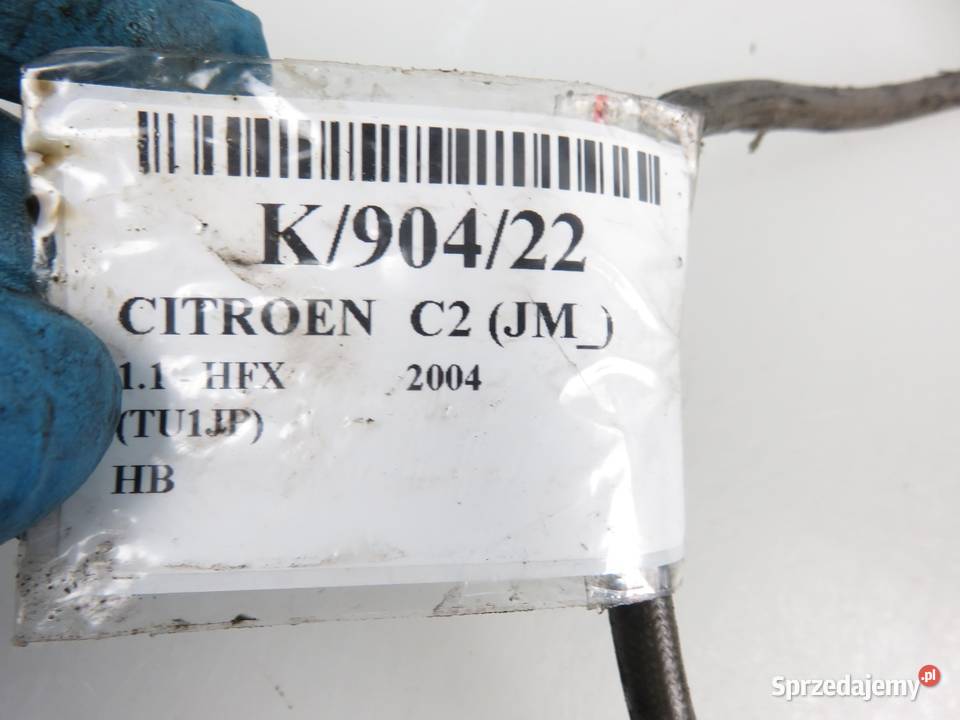 K/904/22
CITROEN C2 (JM_)
1.1 - HFX 2004
(TU1JP)
HB
Sprzedajemy.pl